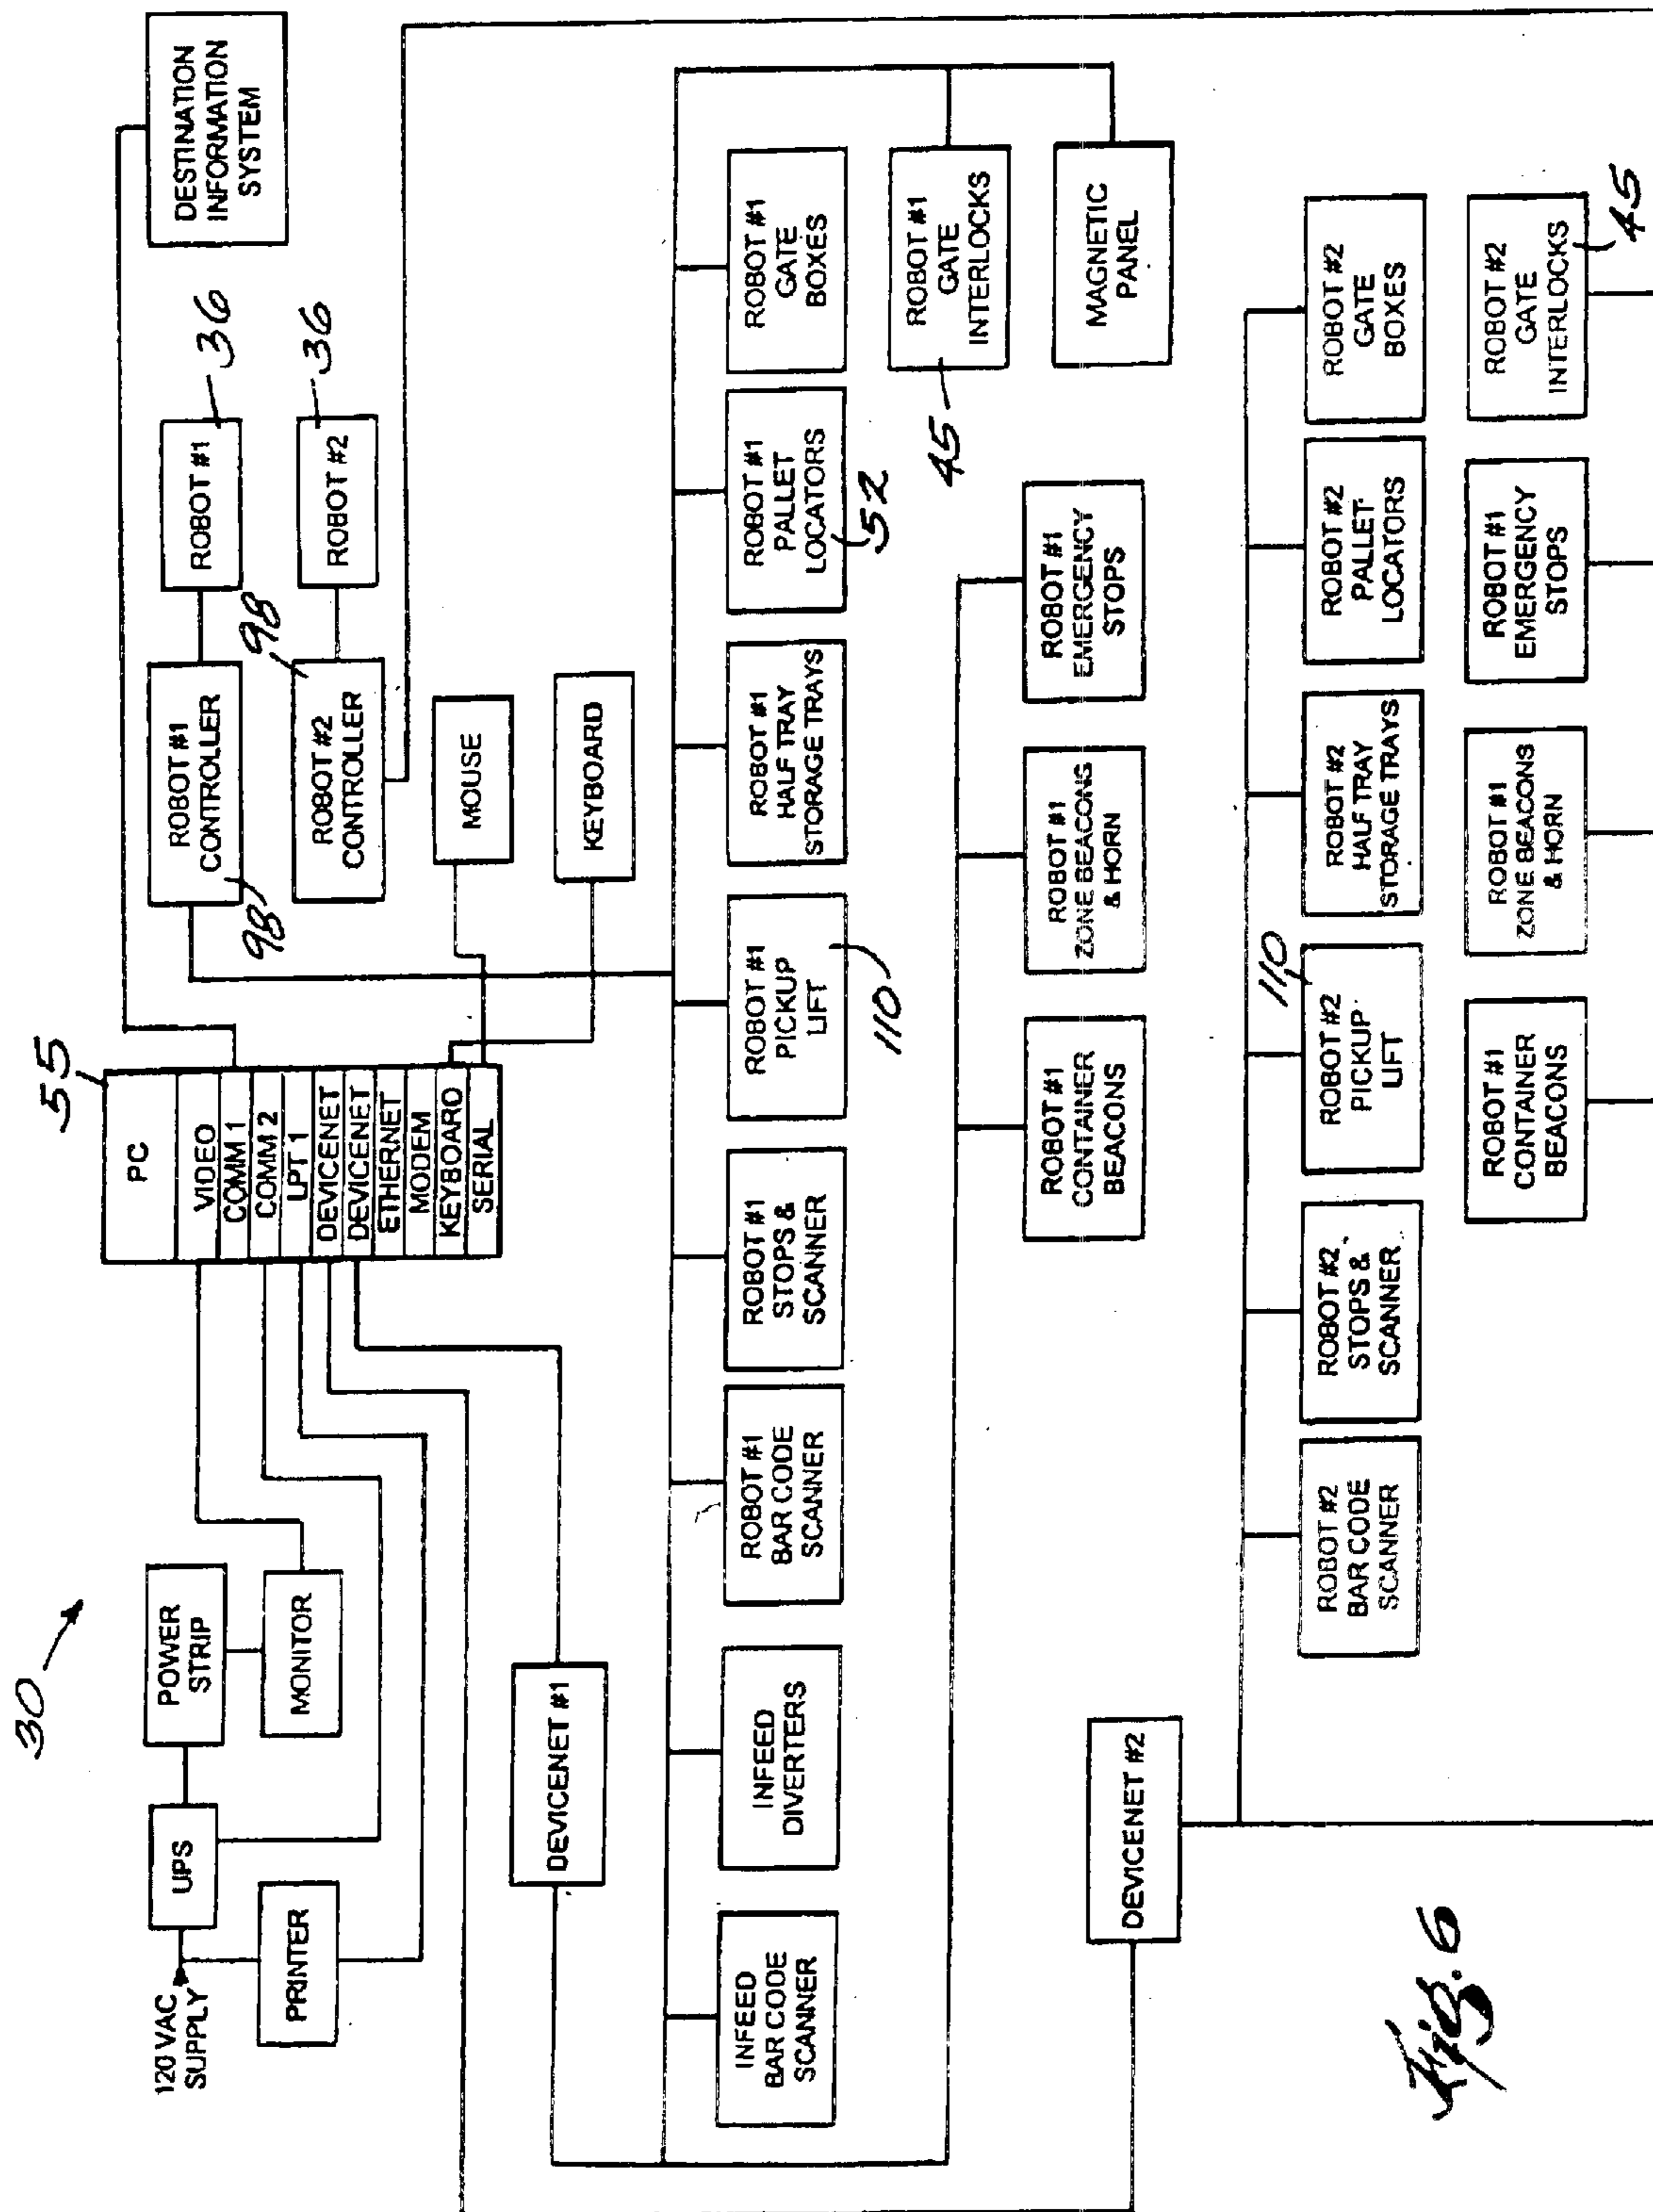 30
120 VAC
SUPPLY
UPS
POWER
STRIP
PRINTER
MONITOR
55
PC
VIDEO
COMM 1
COMM 2
LPT 1
DEVICENET
DEVICENET
ETHERNET
MODEM
KEYBOARD
SERIAL
DESTINATION
INFORMATION
SYSTEM
ROBOT #1
CONTROLLER
98
ROBOT #1
36
ROBOT #2
CONTROLLER
98
ROBOT #2
36
MOUSE
KEYBOARD
DEVICENET #1
INFEED
BAR CODE
SCANNER
INFEED
DIVERTERS
ROBOT #1
BAR CODE
SCANNER
ROBOT #1
STOPS &
SCANNER
ROBOT #1
PICKUP
LIFT
110
ROBOT #1
HALF TRAY
STORAGE TRAYS
ROBOT #1
PALLET
LOCATORS
52
ROBOT #1
GATE
BOXES
ROBOT #1
GATE
INTERLOCKS
45
MAGNETIC
PANEL
ROBOT #1
CONTAINER
BEACONS
ROBOT #1
ZONE BEACONS
& HORN
ROBOT #1
EMERGENCY
STOPS
DEVICENET #2
ROBOT #2
BAR CODE
SCANNER
ROBOT #2
STOPS &
SCANNER
ROBOT #2
PICKUP
LIFT
110
ROBOT #2
HALF TRAY
STORAGE TRAYS
ROBOT #2
PALLET
LOCATORS
ROBOT #2
GATE
BOXES
ROBOT #1
CONTAINER
BEACONS
ROBOT #1
ZONE BEACONS
& HORN
ROBOT #1
EMERGENCY
STOPS
ROBOT #2
GATE
INTERLOCKS
45
Fig. 6